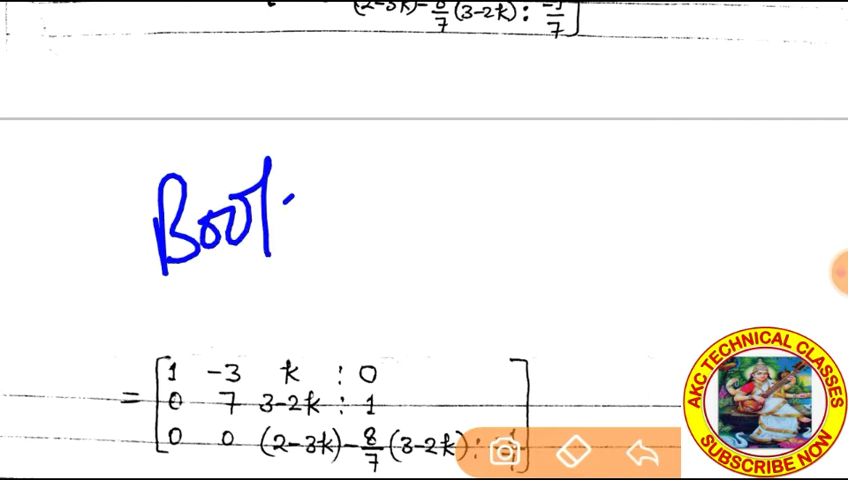 (2-3k)-8/7(3-2k): -1/7]
Boo
= [1 -3 k : 0
0 7 3-2k : 1
0 0 (2-3k)-8/7(3-2k):
AKC TECHNICAL CLASSES
SUBSCRIBE NOW